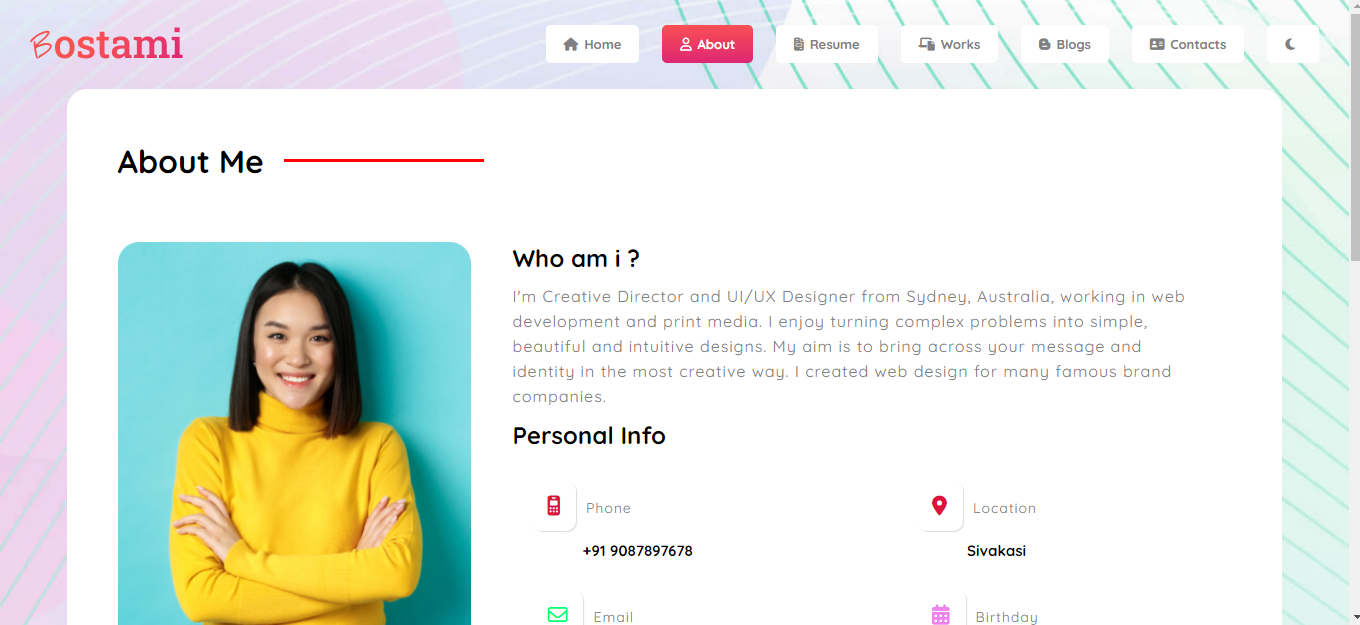 Bostami
Home
About
Resume
Works
Blogs
Contacts
About Me
Who am i ?
I'm Creative Director and UI/UX Designer from Sydney, Australia, working in web
development and print media. I enjoy turning complex problems into simple,
beautiful and intuitive designs. My aim is to bring across your message and
identity in the most creative way. I created web design for many famous brand
companies.
Personal Info
Phone
+91 9087897678
Location
Sivakasi
Email
Birthday